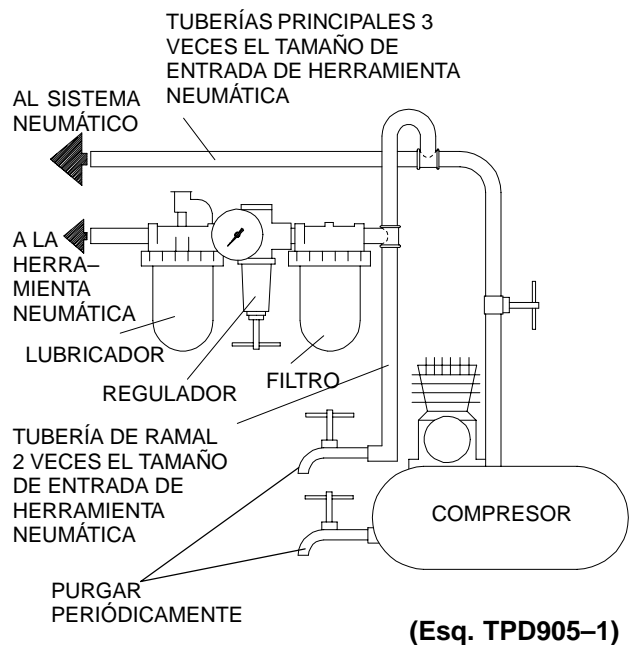 TUBERÍAS PRINCIPALES 3
VECES EL TAMAÑO DE
ENTRADA DE HERRAMIENTA
NEUMÁTICA
AL SISTEMA
NEUMÁTICO
A LA
HERRA–
MIENTA
NEUMÁTICA
LUBRICADOR
REGULADOR
FILTRO
TUBERÍA DE RAMAL
2 VECES EL TAMAÑO
DE ENTRADA DE
HERRAMIENTA
NEUMÁTICA
COMPRESOR
PURGAR
PERIÓDICAMENTE
(Esq. TPD905–1)